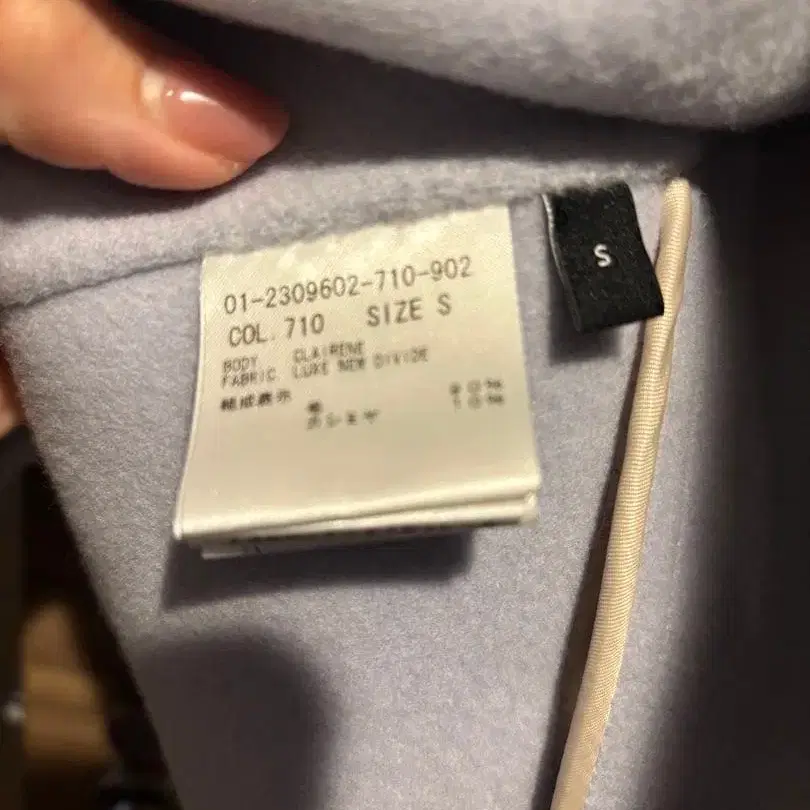 01-2309602-710-902
COL. 710 SIZE S
BODY CLAIRENE
FABRIC. LUXE NEW DIVIDE
組成表示 毛 90%
カシミヤ 10%
S